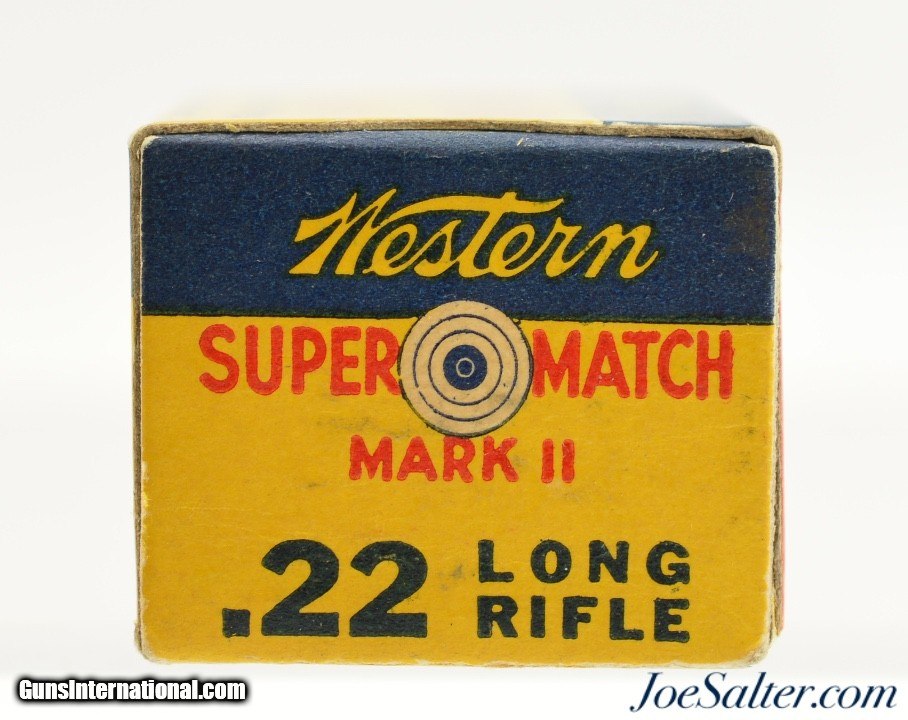 Western
SUPER MATCH
MARK II
.22 LONG
RIFLE
GunsInternational.com
JoeSalter.com